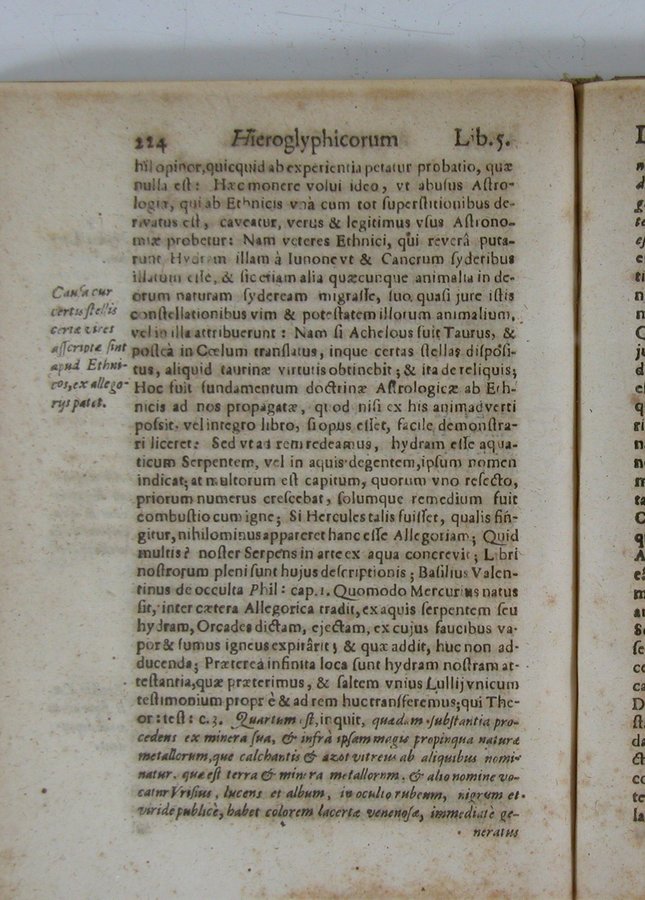 224 Hieroglyphicorum Lib. 5.
hil opinor, quicquid ab experientia petatur probatio, quæ
nulla est: Hæc monere volui ideo, vt abusus Astro-
logiæ, qui ab Ethnicis vnà cum tot superstitionibus de-
rivatus est, caveatur, verus & legitimus vsus Astrono-
miæ probetur: Nam veteres Ethnici, qui reverâ puta-
runt Hydram illam à Iunone vt & Cancrum syderibus
illatum esse, & sic etiam alia quæcunque animalia in de-
orum naturam sydeream migrasse, suo quasi jure istis
constellationibus vim & potestatem illorum animalium,
vel in illa attribuerunt: Nam si Achelous fuit Taurus, &
posteà in Cœlum translatus, inque certas stellas disposi-
tus, aliquid taurinæ virtutis obtinebit; & ita de reliquis;
Hoc fuit fundamentum doctrinæ Astrologicæ ab Eth-
nicis ad nos propagatæ, quod nisi ex his animadverti
possit, vel integro libro, si opus esset, facile demonstra-
ri liceret: Sed vt ad rem redeamus, hydram esse aqua-
ticum Serpentem, vel in aquis degentem, ipsum nomen
indicat; at multorum est capitum, quorum vno resecto,
priorum numerus crescebat, solumque remedium fuit
combustio cum igne; Si Hercules talis fuisset, qualis fin-
gitur, nihilominus appareret hanc esse Allegoriam; Quid
multis? noster Serpens in arte ex aqua concrevit; Libri
nostrorum pleni sunt hujus descriptionis; Basilius Valen-
tinus de occulta Phil: cap. 1. Quomodo Mercurius natus
sit, inter cætera Allegorica tradit, ex aquis serpentem seu
hydram, Orcades dictam, ejectam, ex cujus faucibus va-
por & fumus igneus expirârit; & quæ addit, huc non ad-
ducenda; Prætereà infinita loca sunt hydram nostram at-
testantia, quæ præterimus, & saltem vnius Lullij vnicum
testimonium propriè & ad rem huc transferemus; qui The-
or: test: c. 3. Quartum est, inquit, quædam substantia pro-
cedens ex minera sua, & infrà ipsam magis propinqua naturæ
metallorum, que calchantis & azot vitreus ab aliquibus nomi-
natur, quæ est terra & minera metallorum, & alio nomine vo-
catur Vrisius, lucens et album, in occulto rubeum, nigrum et
viride publicè, habet colorem lacertæ venenosæ, immediatè ge-
neratus
Causa cur
certis stellis
certæ vires
asscriptæ sint
apud Ethni-
cos, ex allego-
rijs patet.